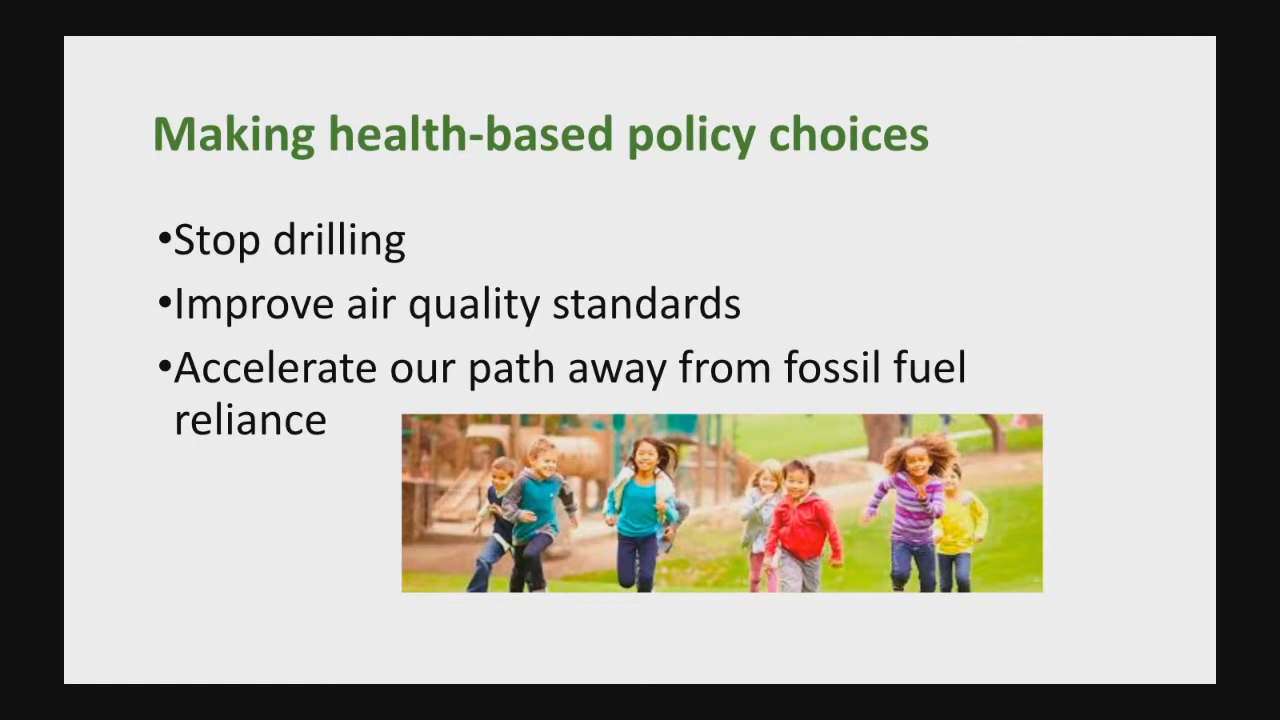 Making health-based policy choices
•Stop drilling
•Improve air quality standards
•Accelerate our path away from fossil fuel
reliance